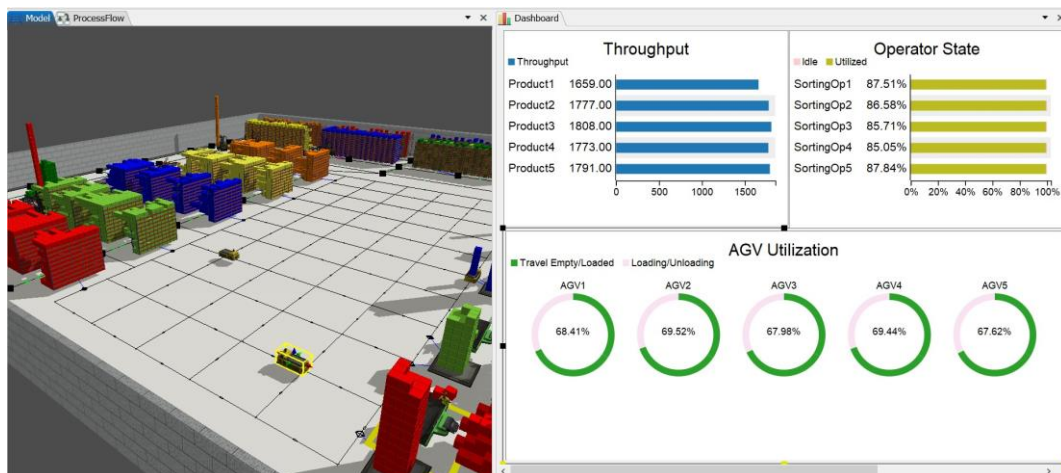 Model ProcessFlow
Dashboard
Throughput
Throughput
Product1 1659.00
Product2 1777.00
Product3 1808.00
Product4 1773.00
Product5 1791.00
0 500 1000 1500
Operator State
Idle Utilized
SortingOp1 87.51%
SortingOp2 86.58%
SortingOp3 85.71%
SortingOp4 85.05%
SortingOp5 87.84%
0% 20% 40% 60% 80% 100%
AGV Utilization
Travel Empty/Loaded Loading/Unloading
AGV1 AGV2 AGV3 AGV4 AGV5
68.41% 69.52% 67.98% 69.44% 67.62%